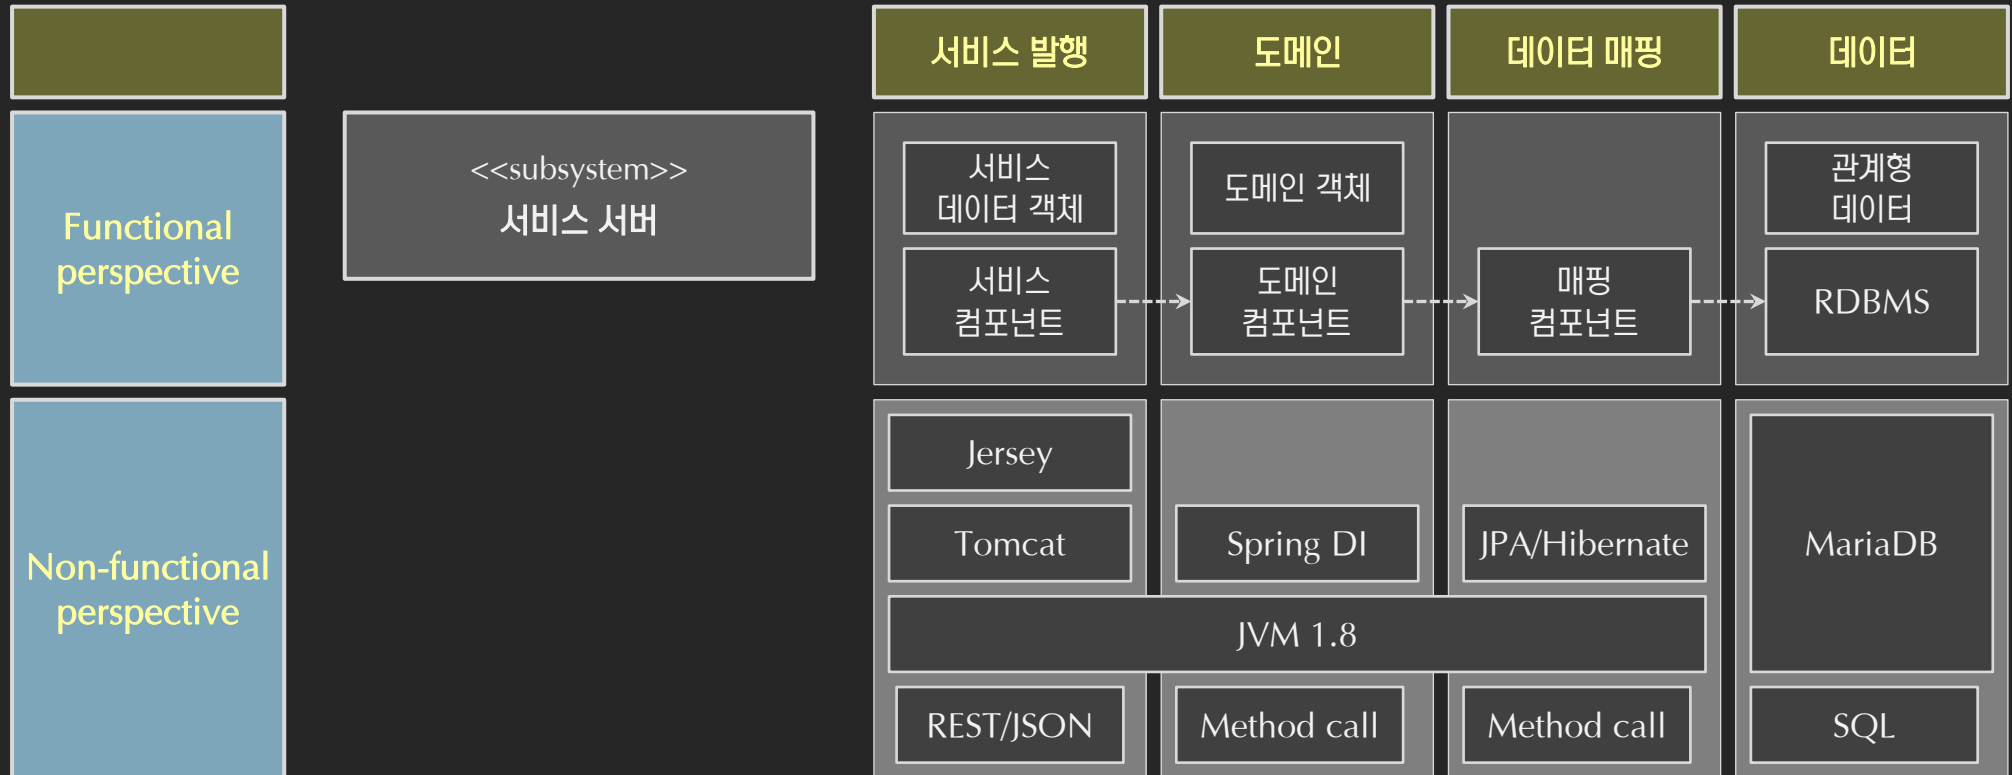 서비스 발행
도메인
데이터 매핑
데이터
Functional
perspective
<<subsystem>>
서비스 서버
서비스
데이터 객체
도메인 객체
관계형
데이터
서비스
컴포넌트
도메인
컴포넌트
매핑
컴포넌트
RDBMS
Non-functional
perspective
Jersey
Tomcat
Spring DI
JPA/Hibernate
MariaDB
JVM 1.8
REST/JSON
Method call
Method call
SQL